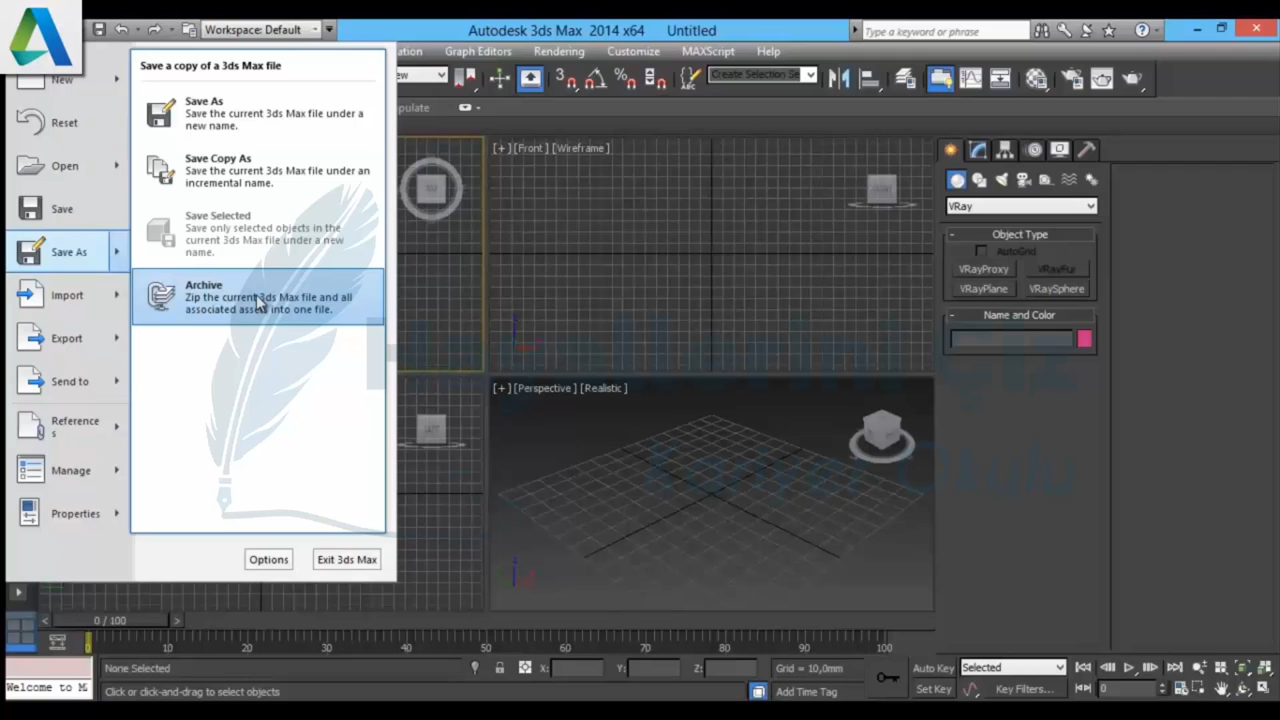 Workspace: Default
Autodesk 3ds Max 2014 x64 Untitled
Type a keyword or phrase
Graph Editors Rendering Customize MAXScript Help
Save a copy of a 3ds Max file
Save As
Save the current 3ds Max file under a
new name.
Save Copy As
Save the current 3ds Max file under an
incremental name.
Save Selected
Save only selected objects in the
current 3ds Max file under a new
name.
Archive
Zip the current 3ds Max file and all
associated assets into one file.
New
Reset
Open
Save
Save As
Import
Export
Send to
Reference
s
Manage
Properties
Options
Exit 3ds Max
Create Selection Se
[+] [Front] [Wireframe]
[+] [Perspective] [Realistic]
LEFT
VRay
Object Type
AutoGrid
VRayProxy
VRayFur
VRayPlane
VRaySphere
Name and Color
0 / 100
10 20 30 40 50 60 70 80 90 100
None Selected
X:
Y:
Z:
Grid = 10,0mm
Auto Key
Selected
Welcome to M
Click or click-and-drag to select objects
Add Time Tag
Set Key
Key Filters...
0